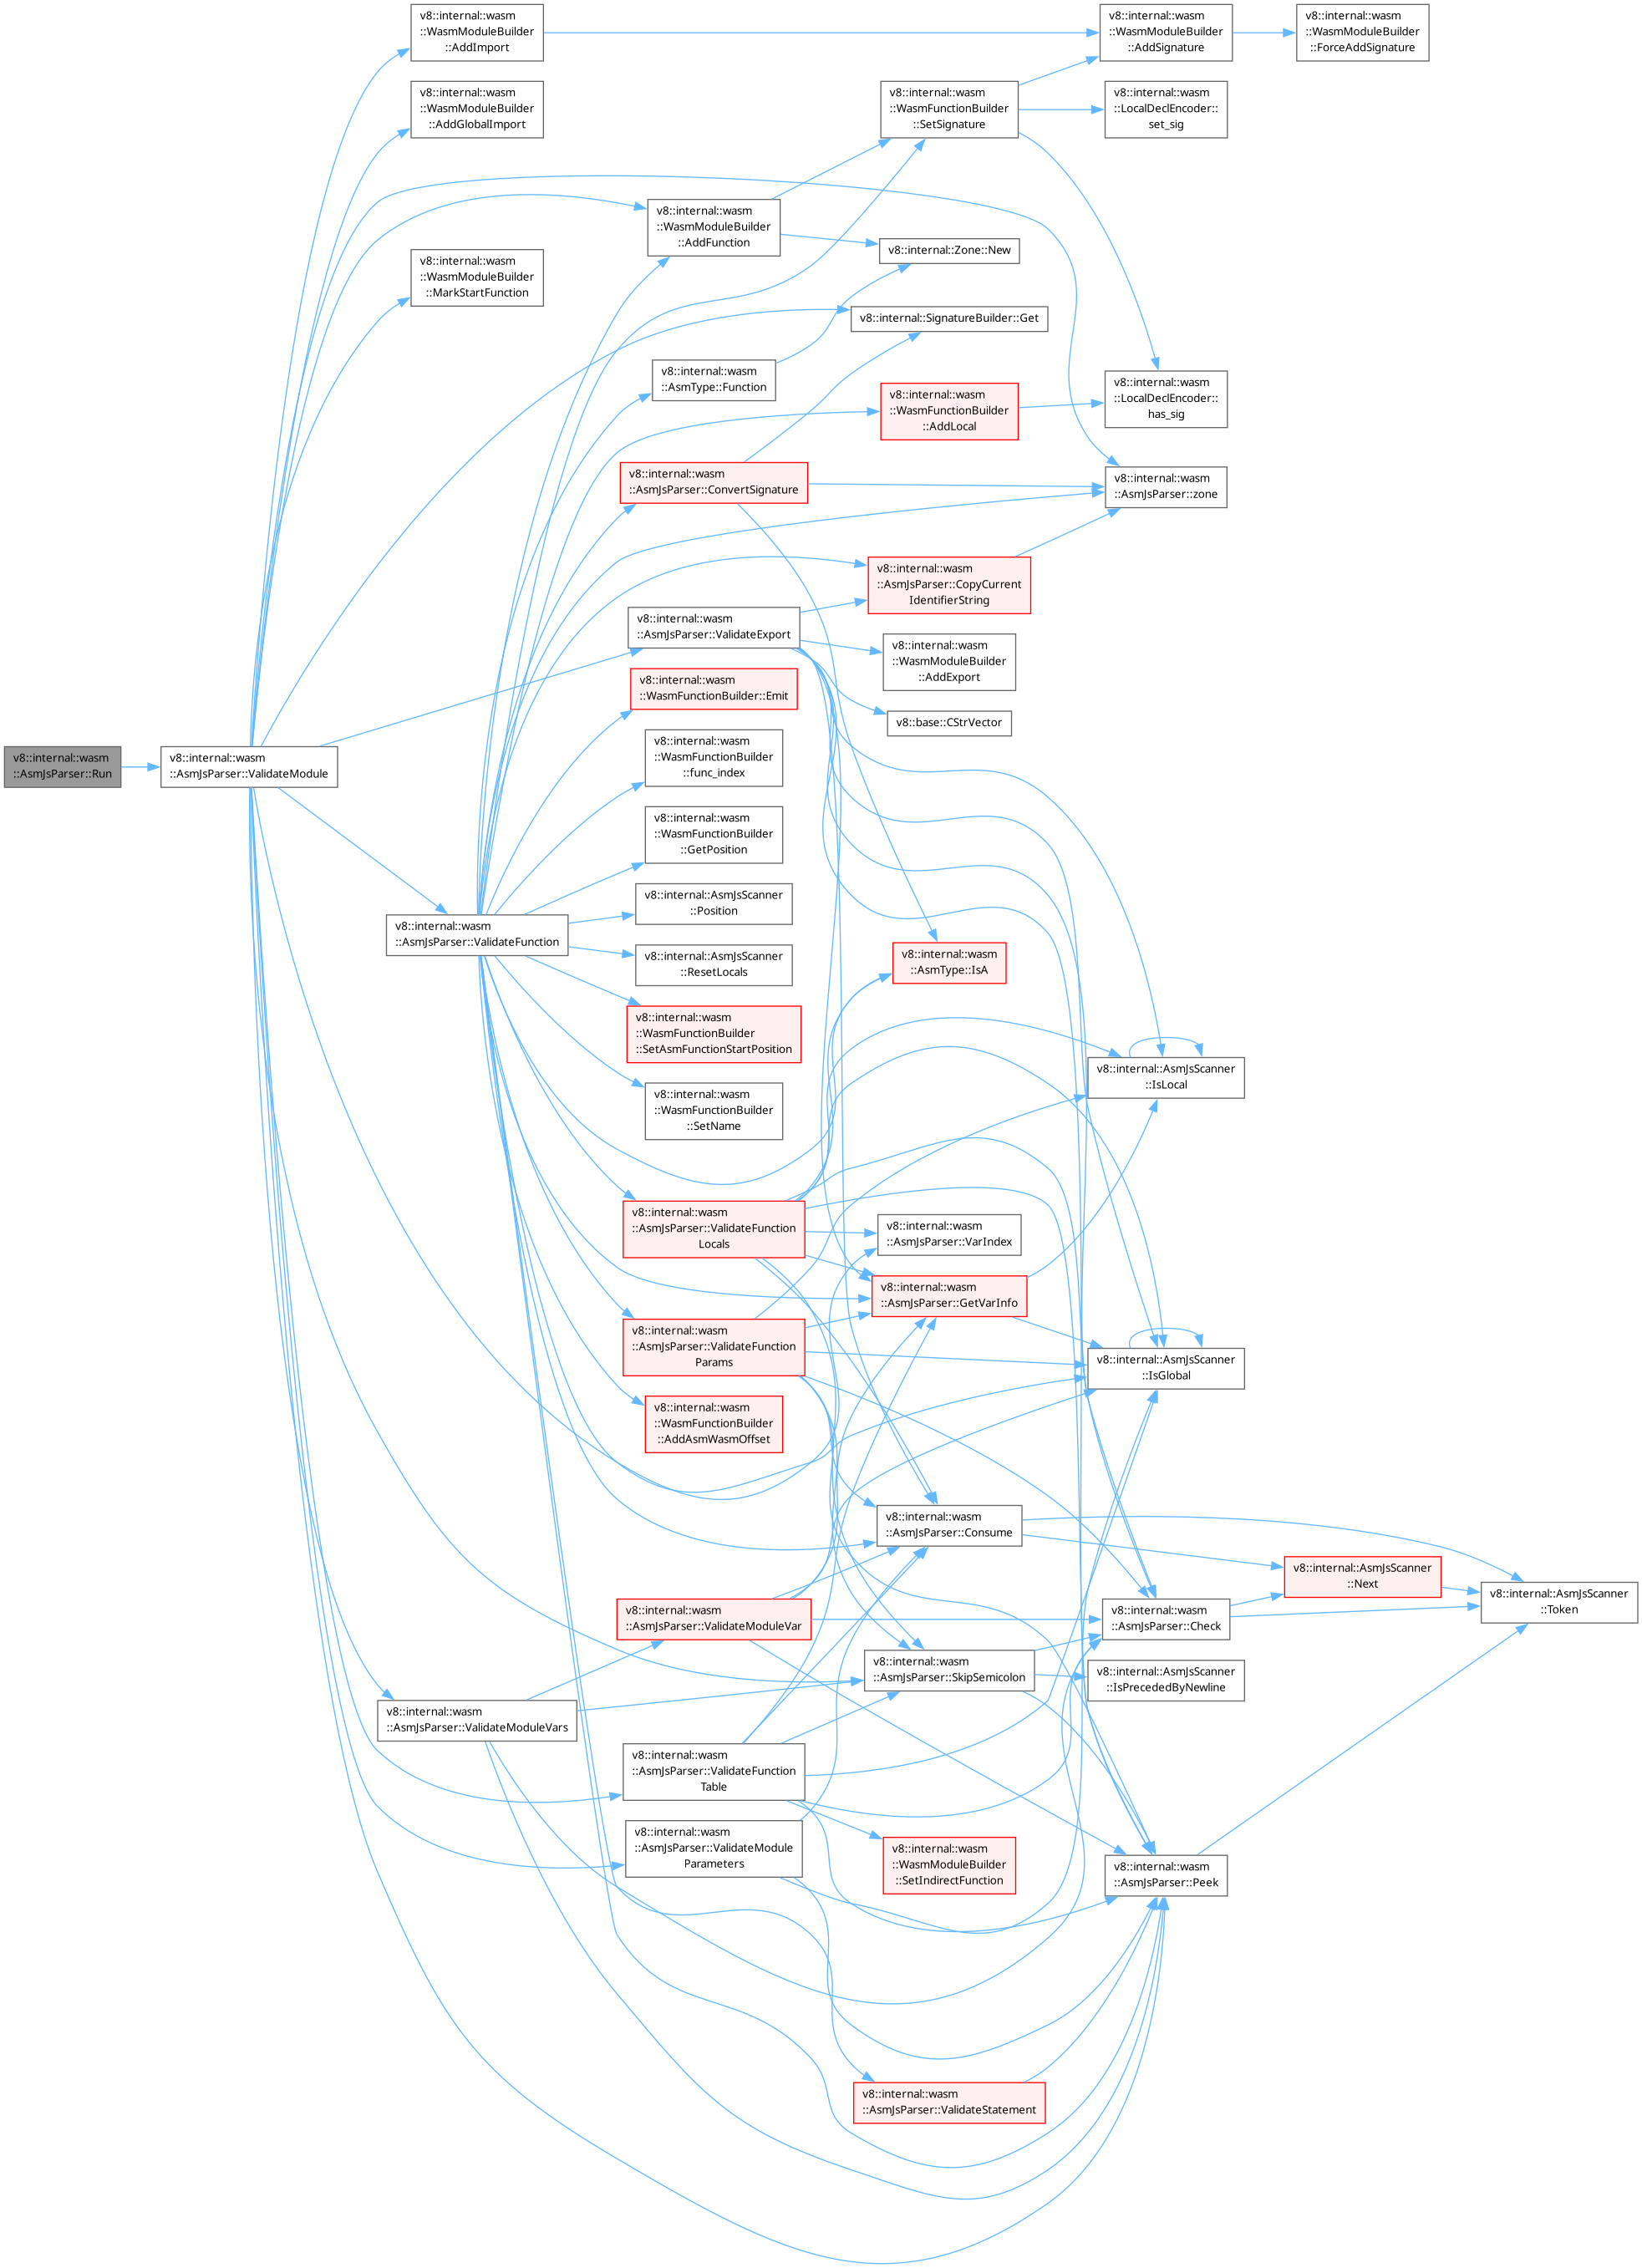 v8::internal::wasm
::AsmJsParser::Run
v8::internal::wasm
::AsmJsParser::ValidateModule
v8::internal::wasm
::WasmModuleBuilder
::AddImport
v8::internal::wasm
::WasmModuleBuilder
::AddGlobalImport
v8::internal::wasm
::WasmModuleBuilder
::MarkStartFunction
v8::internal::wasm
::AsmJsParser::ValidateFunction
v8::internal::wasm
::AsmJsParser::ValidateModuleVars
v8::internal::wasm
::WasmModuleBuilder
::AddFunction
v8::internal::wasm
::AsmType::Function
v8::internal::wasm
::AsmJsParser::ConvertSignature
v8::internal::wasm
::AsmJsParser::ValidateExport
v8::internal::wasm
::WasmFunctionBuilder::Emit
v8::internal::wasm
::WasmFunctionBuilder
::func_index
v8::internal::wasm
::WasmFunctionBuilder
::GetPosition
v8::internal::AsmJsScanner
::Position
v8::internal::AsmJsScanner
::ResetLocals
v8::internal::wasm
::WasmFunctionBuilder
::SetAsmFunctionStartPosition
v8::internal::wasm
::WasmFunctionBuilder
::SetName
v8::internal::wasm
::AsmJsParser::ValidateFunction
Locals
v8::internal::wasm
::AsmJsParser::ValidateFunction
Params
v8::internal::wasm
::WasmFunctionBuilder
::AddAsmWasmOffset
v8::internal::wasm
::AsmJsParser::ValidateModuleVar
v8::internal::wasm
::AsmJsParser::ValidateFunction
Table
v8::internal::wasm
::AsmJsParser::ValidateModule
Parameters
v8::internal::wasm
::WasmFunctionBuilder
::SetSignature
v8::internal::Zone::New
v8::internal::SignatureBuilder::Get
v8::internal::wasm
::WasmFunctionBuilder
::AddLocal
v8::internal::wasm
::AsmJsParser::CopyCurrent
IdentifierString
v8::internal::wasm
::WasmModuleBuilder
::AddExport
v8::base::CStrVector
v8::internal::wasm
::AsmType::IsA
v8::internal::wasm
::AsmJsParser::VarIndex
v8::internal::wasm
::AsmJsParser::GetVarInfo
v8::internal::wasm
::AsmJsParser::Consume
v8::internal::wasm
::AsmJsParser::SkipSemicolon
v8::internal::wasm
::WasmModuleBuilder
::SetIndirectFunction
v8::internal::wasm
::AsmJsParser::ValidateStatement
v8::internal::wasm
::WasmModuleBuilder
::AddSignature
v8::internal::wasm
::LocalDeclEncoder::
set_sig
v8::internal::wasm
::LocalDeclEncoder::
has_sig
v8::internal::wasm
::AsmJsParser::zone
v8::internal::AsmJsScanner
::IsLocal
v8::internal::AsmJsScanner
::IsGlobal
v8::internal::wasm
::AsmJsParser::Check
v8::internal::AsmJsScanner
::IsPrecededByNewline
v8::internal::wasm
::AsmJsParser::Peek
v8::internal::wasm
::WasmModuleBuilder
::ForceAddSignature
v8::internal::AsmJsScanner
::Next
v8::internal::AsmJsScanner
::Token